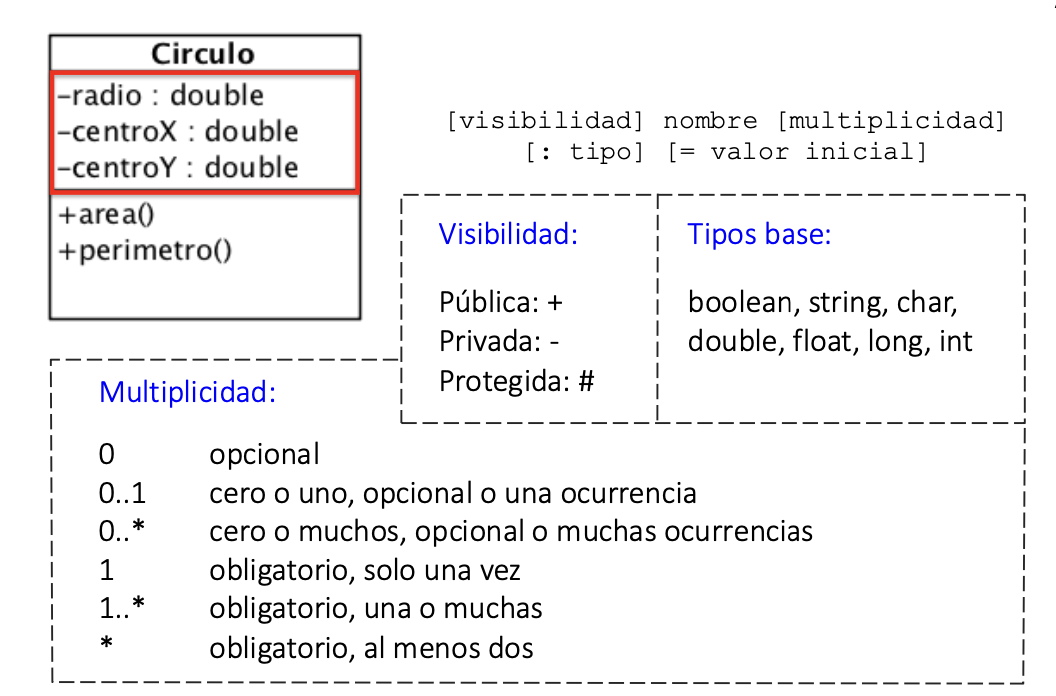 Circulo
-radio : double
-centroX : double
-centroY : double
+area()
+perimetro()
[visibilidad] nombre [multiplicidad]
[: tipo] [= valor inicial]
Visibilidad:
Pública: +
Privada: -
Protegida: #
Tipos base:
boolean, string, char,
double, float, long, int
Multiplicidad:
0 opcional
0..1 cero o uno, opcional o una ocurrencia
0..* cero o muchos, opcional o muchas ocurrencias
1 obligatorio, solo una vez
1..* obligatorio, una o muchas
* obligatorio, al menos dos